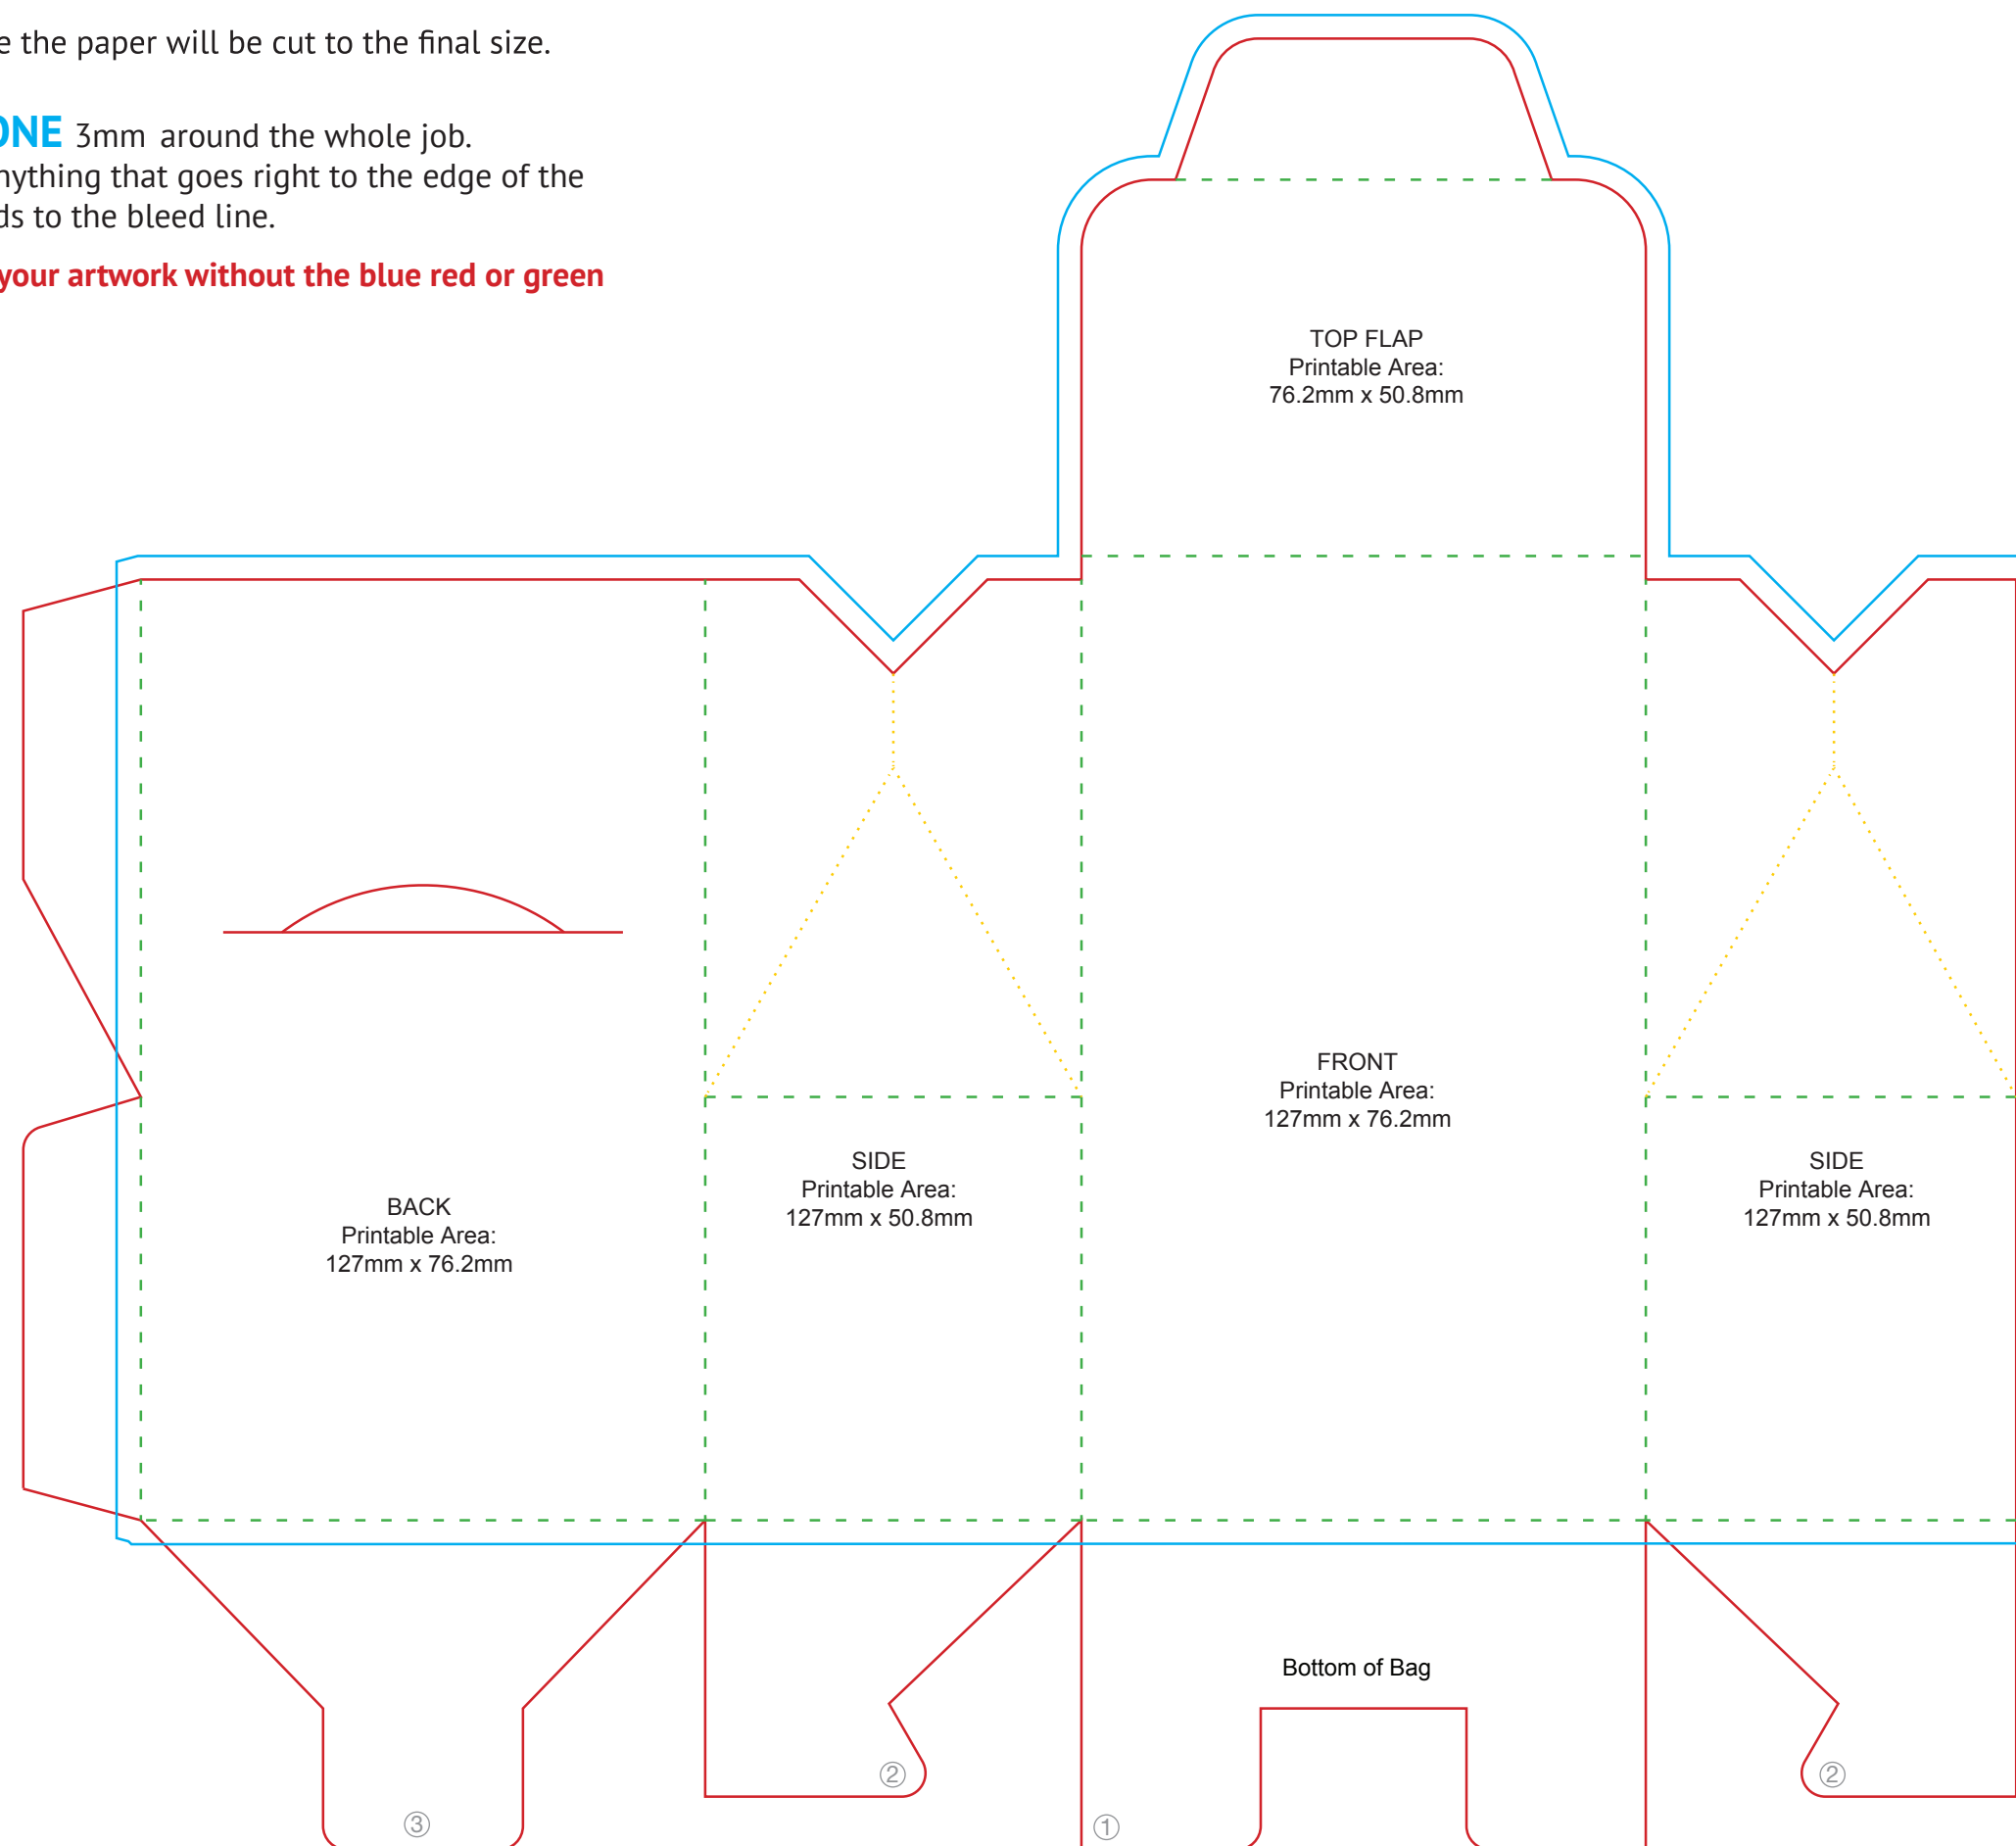 e the paper will be cut to the final size.
ONE 3mm around the whole job.
nything that goes right to the edge of the
ds to the bleed line.
your artwork without the blue red or green
TOP FLAP
Printable Area:
76.2mm x 50.8mm
FRONT
Printable Area:
127mm x 76.2mm
SIDE
Printable Area:
127mm x 50.8mm
SIDE
Printable Area:
127mm x 50.8mm
BACK
Printable Area:
127mm x 76.2mm
Bottom of Bag
②
②
③
①